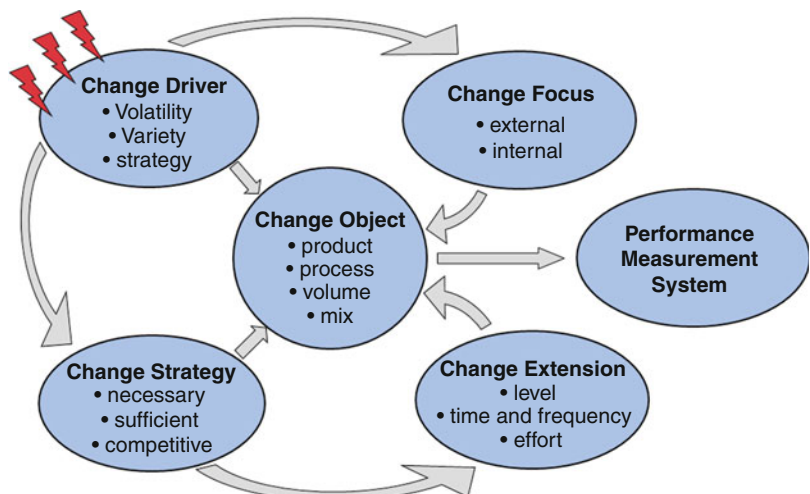 Change Driver
• Volatility
• Variety
• strategy
Change Focus
• external
• internal
Change Object
• product
• process
• volume
• mix
Performance
Measurement
System
Change Strategy
• necessary
• sufficient
• competitive
Change Extension
• level
• time and frequency
• effort